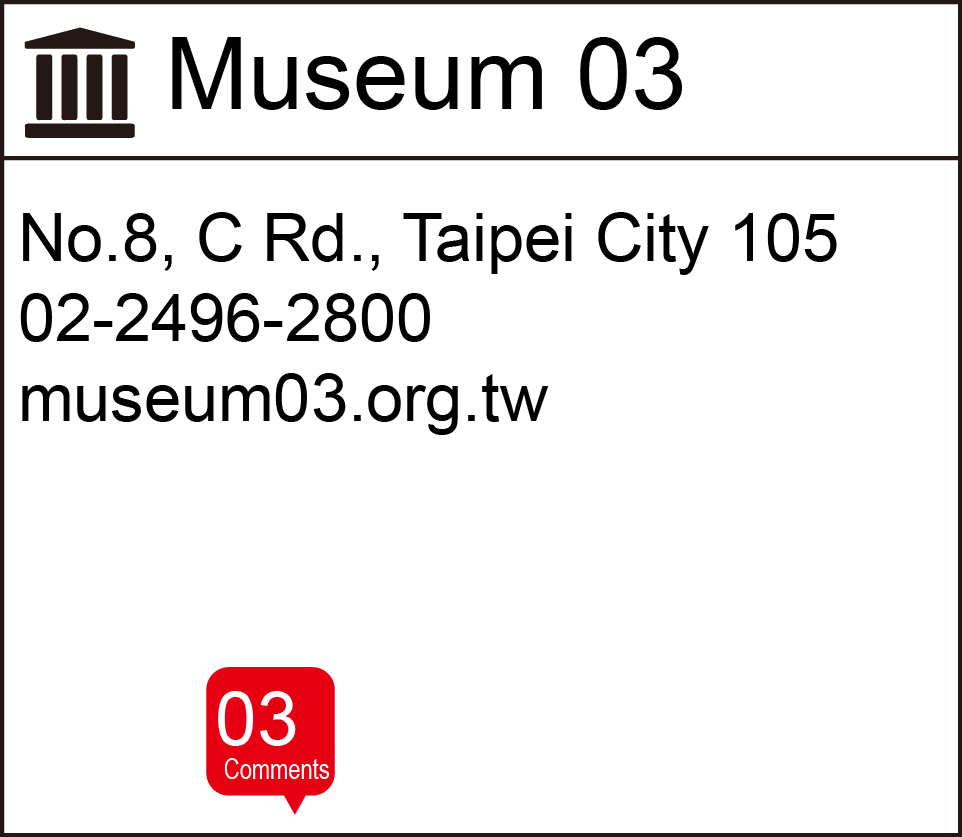 Museum 03
No.8, C Rd., Taipei City 105
02-2496-2800
museum03.org.tw
03
Comments